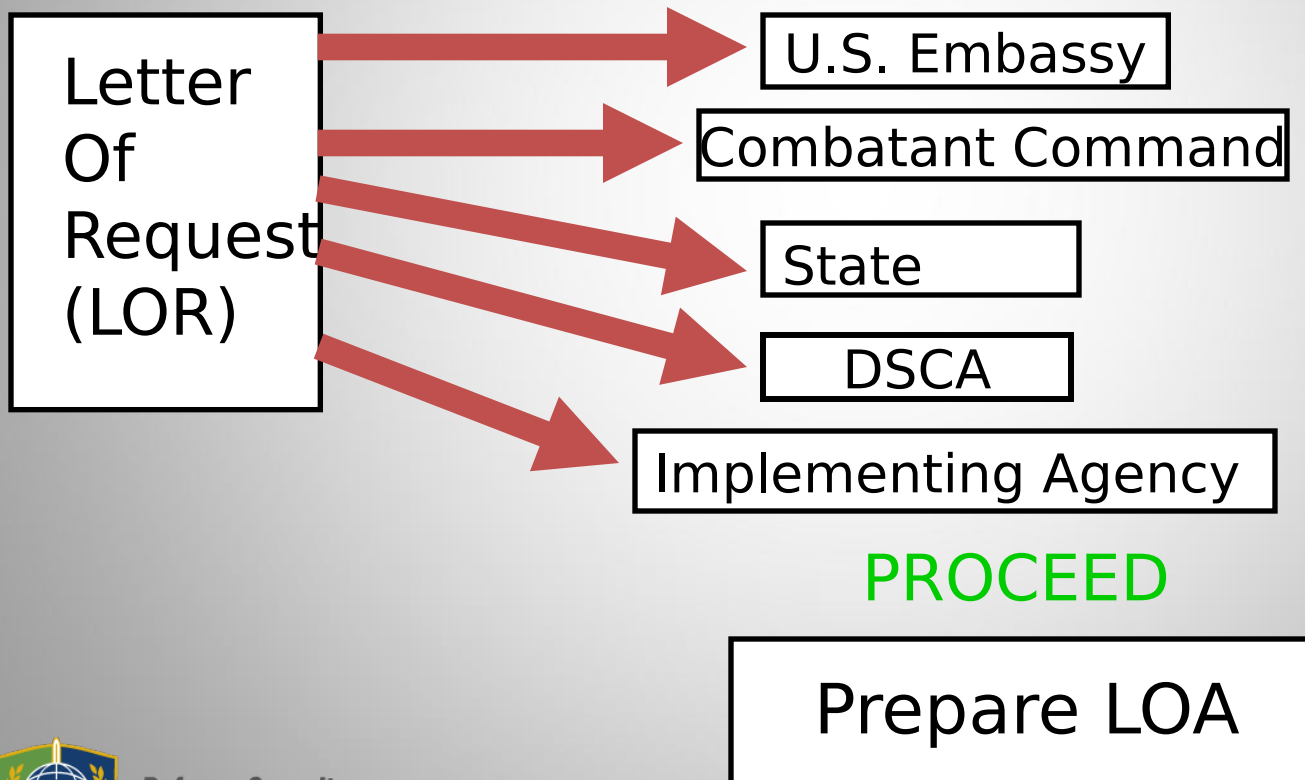 Letter
Of
Request
(LOR)
U.S. Embassy
Combatant Command
State
DSCA
Implementing Agency
PROCEED
Prepare LOA